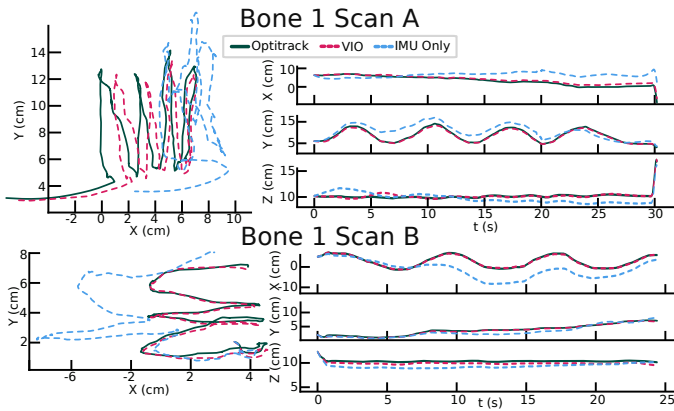 Bone 1 Scan A
Optitrack VIO IMU Only
14
12
10
8
6
4
Y (cm)
-2 0 2 4 6 8 10
X (cm)
10
0
X (cm)
15
5
Y (cm)
15
10
Z (cm)
0 5 10 15 20 25 30
t (s)
Bone 1 Scan B
8
6
4
2
Y (cm)
-6 -2 2 4
X (cm)
10
0
X (cm)
5
Y (cm)
10
5
Z (cm)
0 5 10 15 20 25
t (s)